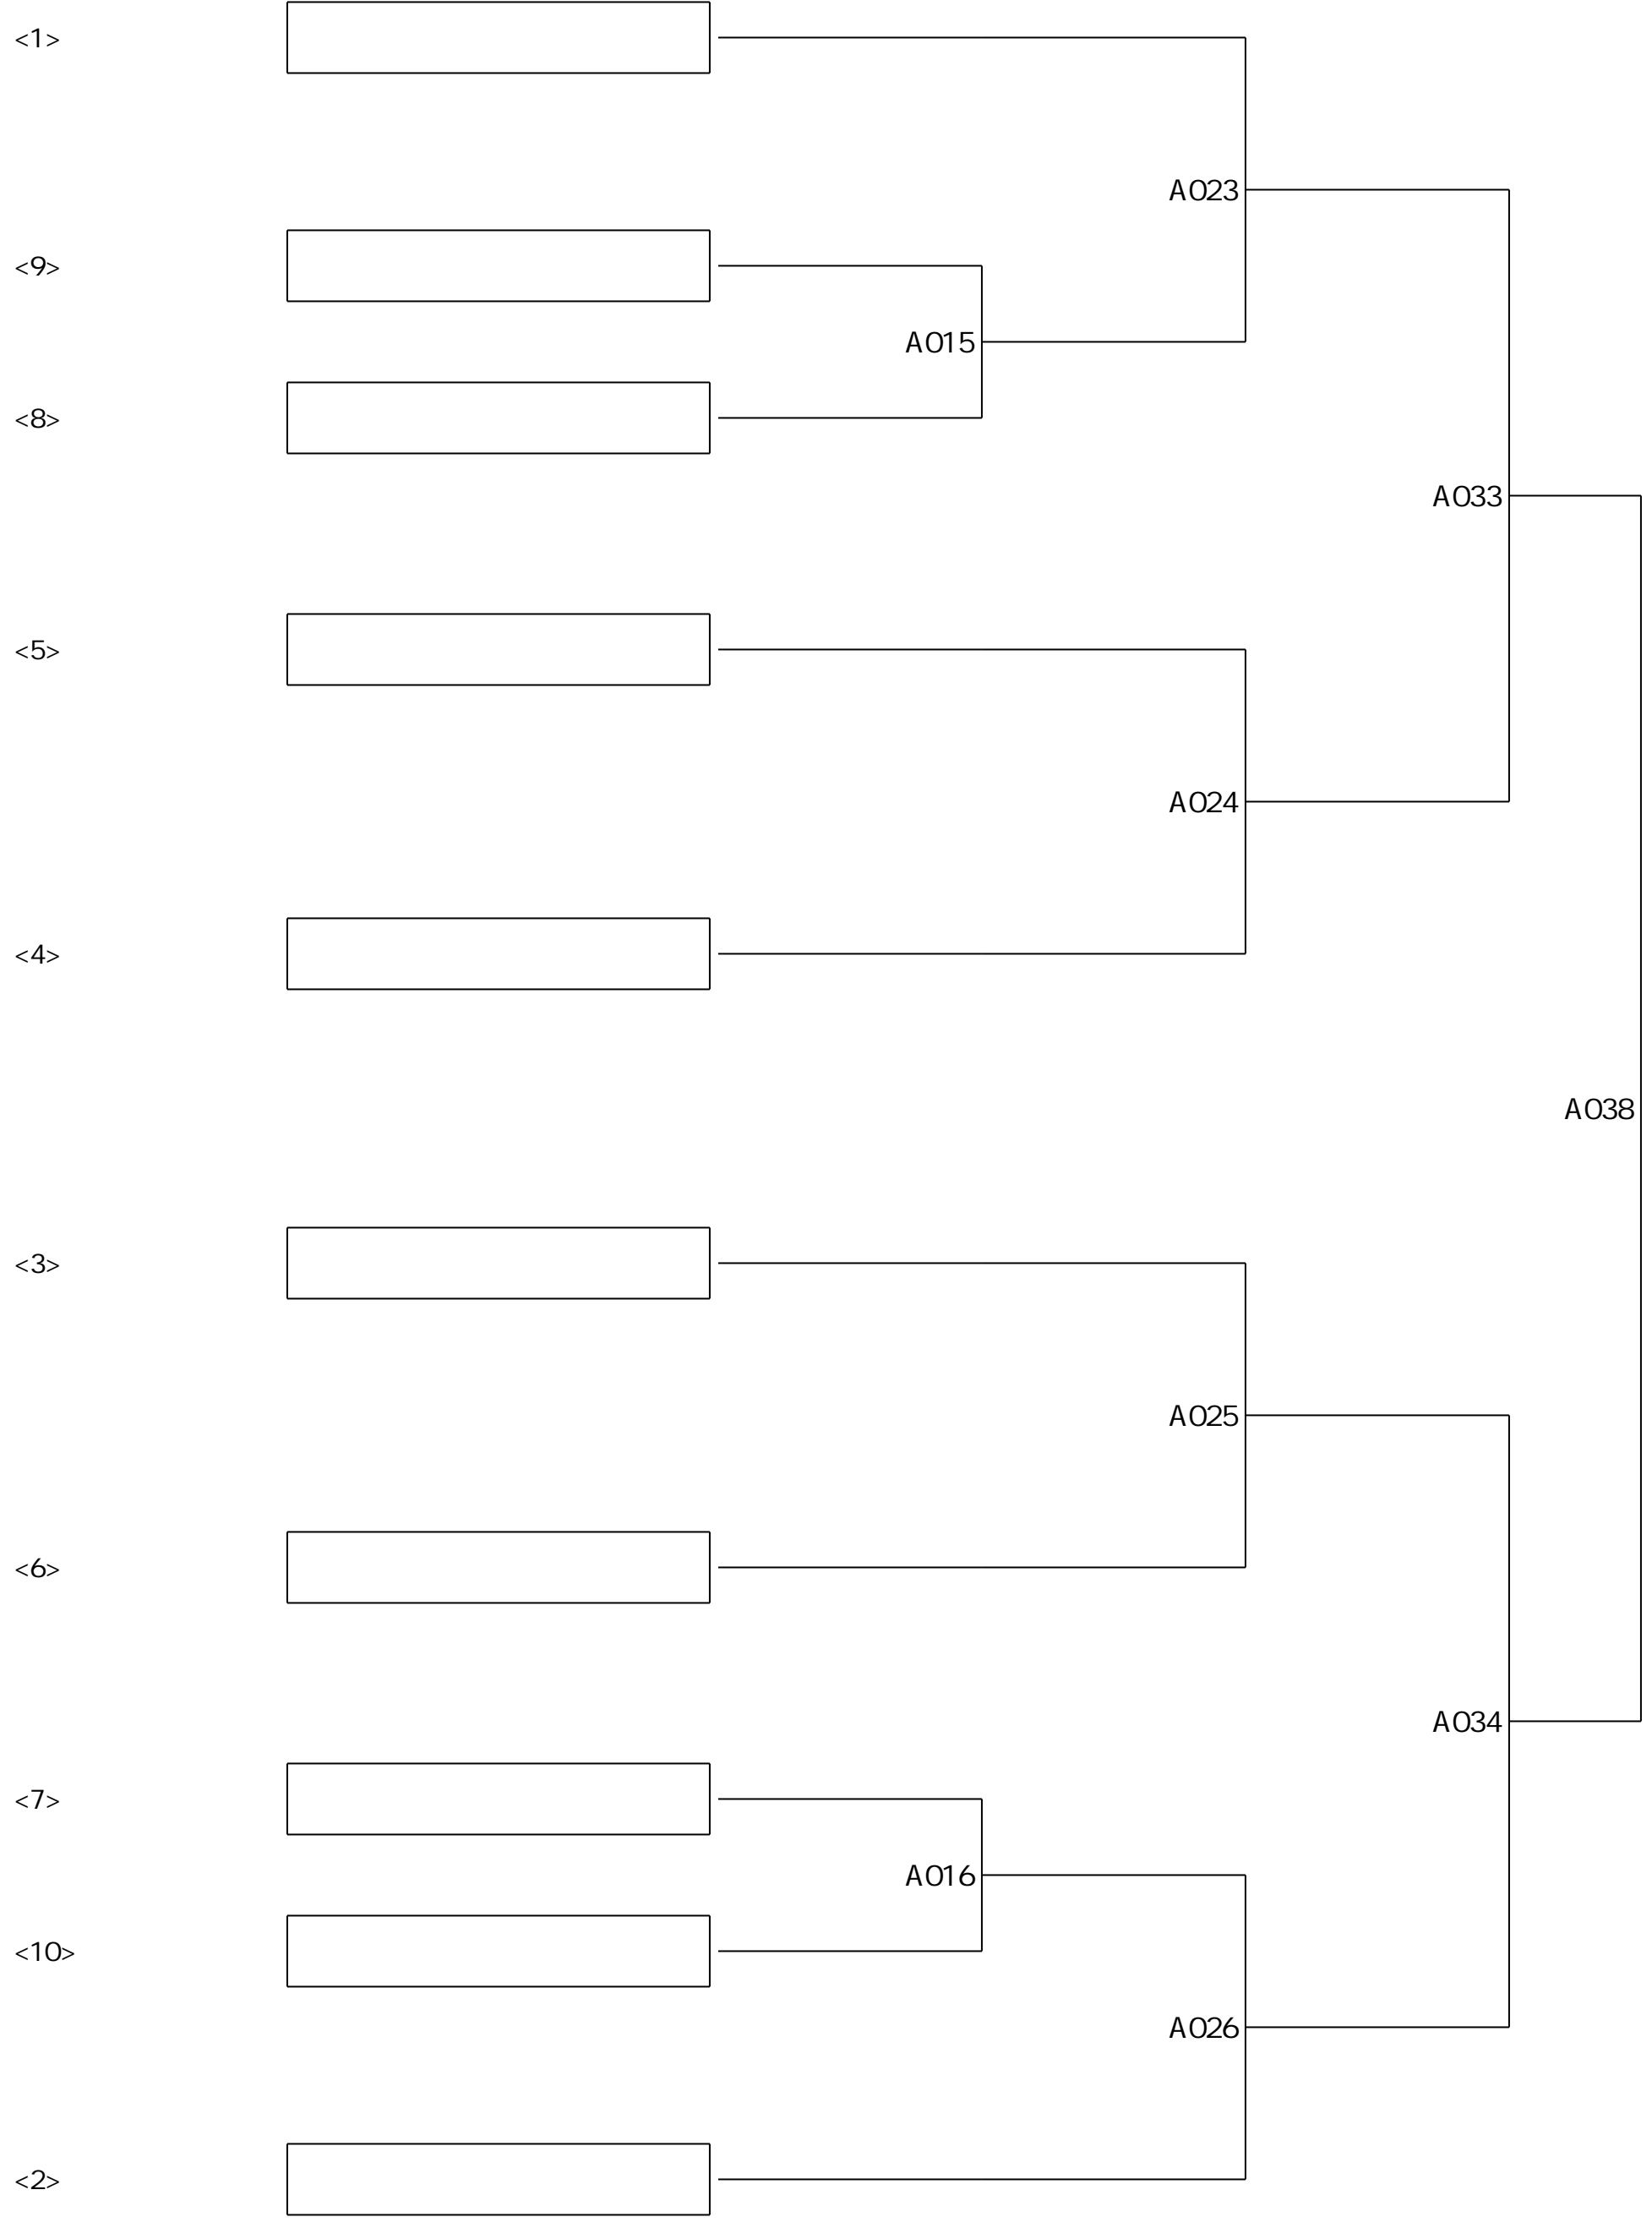 <1>
A023
<9>
A015
<8>
A033
<5>
A024
<4>
A038
<3>
A025
<6>
A034
<7>
A016
<10>
A026
<2>